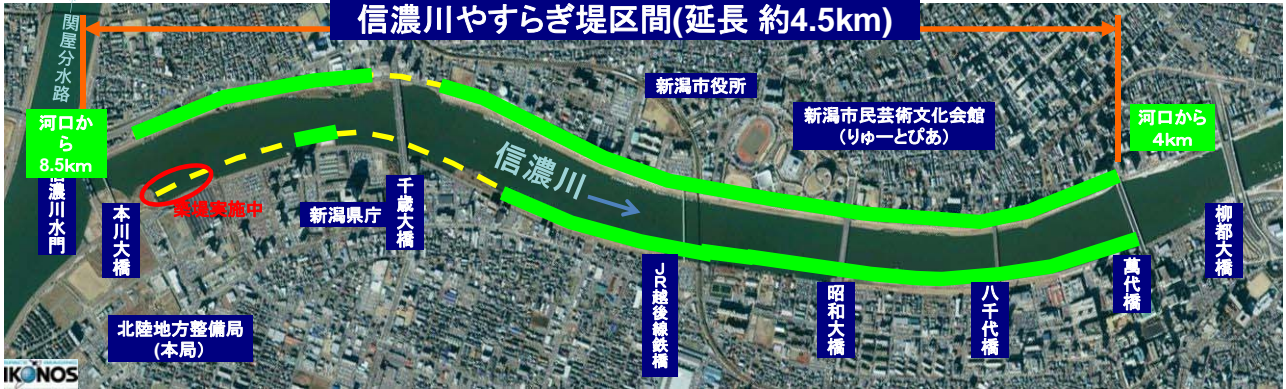 信濃川やすらぎ堤区間(延長 約4.5km)
関屋分水路
河口か
ら
8.5km
信濃川水門
本川大橋
築堤実施中
新潟県庁
千歳大橋
北陸地方整備局
(本局)
信濃川
新潟市役所
新潟市民芸術文化会館
(りゅーとぴあ)
JR越後線鉄橋
昭和大橋
八千代橋
萬代橋
河口から
4km
柳都大橋
IKONOS